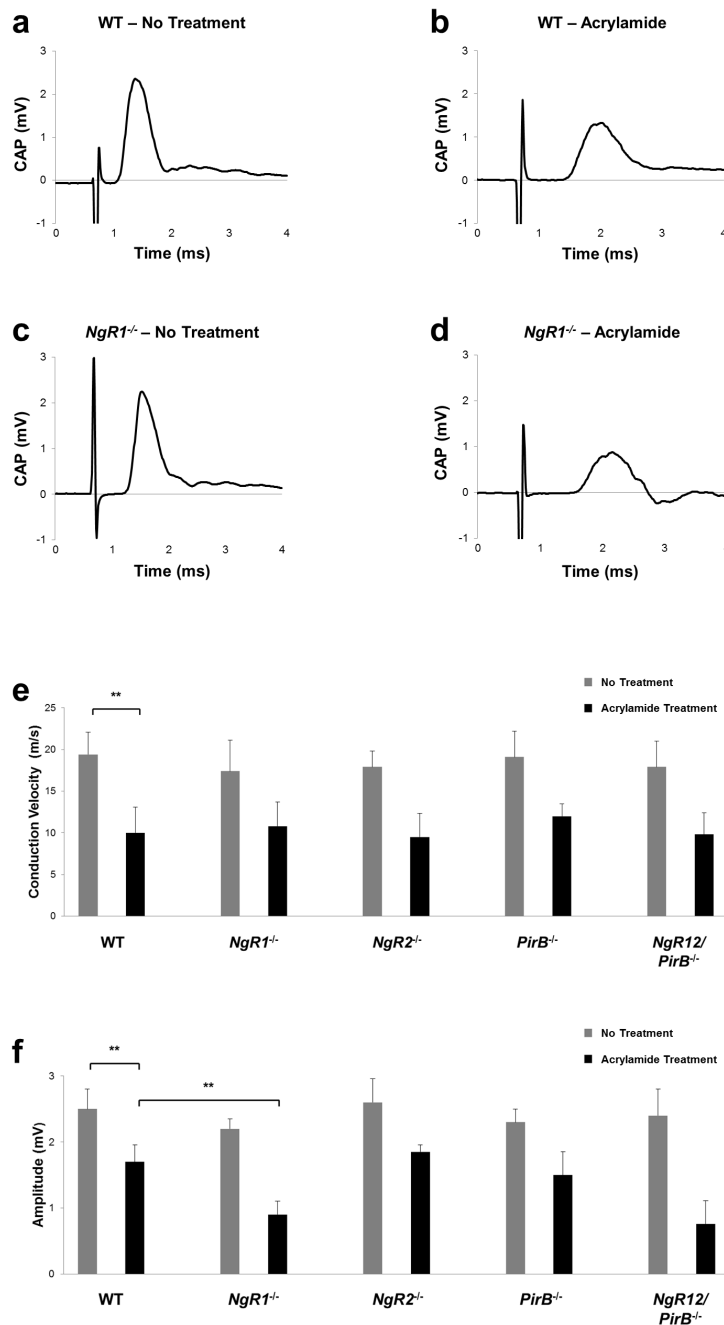 a
WT – No Treatment
3
2
1
0
-1
CAP (mV)
0 1 2 3 4
Time (ms)
b
WT – Acrylamide
3
2
1
0
-1
CAP (mV)
0 1 2 3 4
Time (ms)
c
NgR1-/- – No Treatment
3
2
1
0
-1
CAP (mV)
0 1 2 3 4
Time (ms)
d
NgR1-/- – Acrylamide
3
2
1
0
-1
CAP (mV)
0 1 2 3
Time (ms)
e
No Treatment
Acrylamide Treatment
**
25
20
15
10
5
0
Conduction Velocity (m/s)
WT NgR1-/- NgR2-/- PirB-/- NgR12/
PirB-/-
f
No Treatment
Acrylamide Treatment
**
**
3
2
1
0
Amplitude (mV)
WT NgR1-/- NgR2-/- PirB-/- NgR12/
PirB-/-